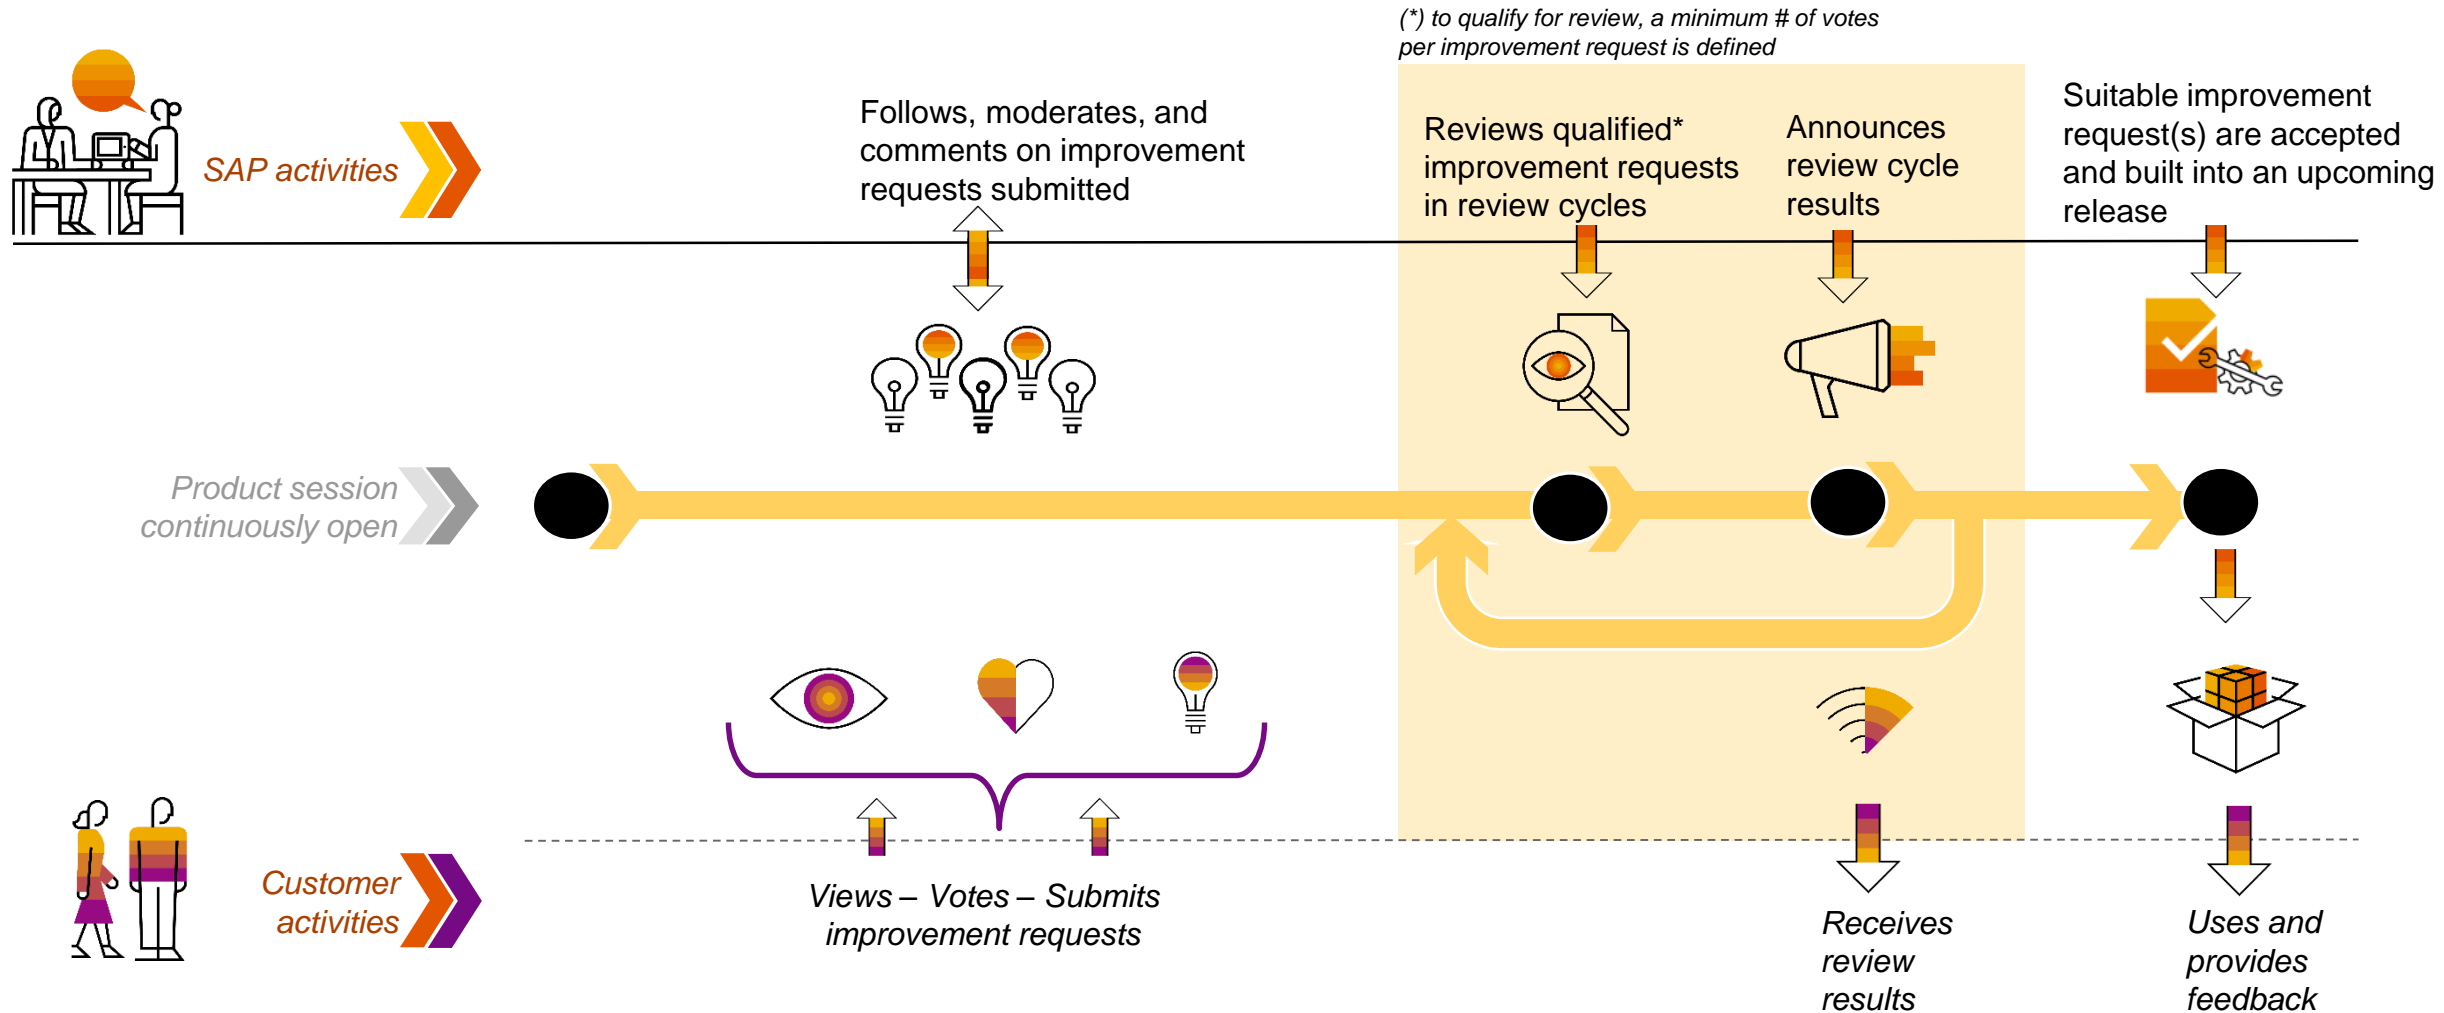 (*) to qualify for review, a minimum # of votes
per improvement request is defined
SAP activities
Follows, moderates, and
comments on improvement
requests submitted
Reviews qualified*
improvement requests
in review cycles
Announces
review cycle
results
Suitable improvement
request(s) are accepted
and built into an upcoming
release
Product session
continuously open
Customer
activities
Views – Votes – Submits
improvement requests
Receives
review
results
Uses and
provides
feedback